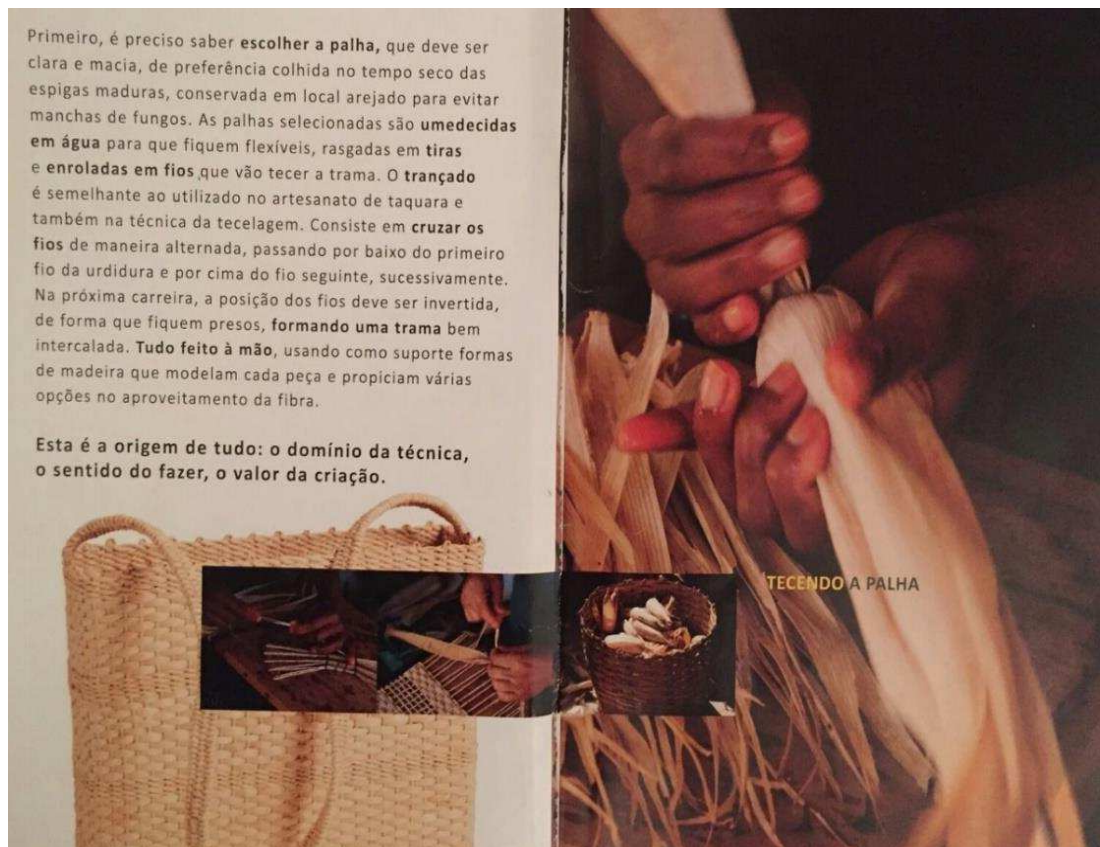 Primeiro, é preciso saber escolher a palha, que deve ser
clara e macia, de preferência colhida no tempo seco das
espigas maduras, conservada em local arejado para evitar
manchas de fungos. As palhas selecionadas são umedecidas
em água para que fiquem flexíveis, rasgadas em tiras
e enroladas em fios que vão tecer a trama. O trançado
é semelhante ao utilizado no artesanato de taquara e
também na técnica da tecelagem. Consiste em cruzar os
fios de maneira alternada, passando por baixo do primeiro
fio da urdidura e por cima do fio seguinte, sucessivamente.
Na próxima carreira, a posição dos fios deve ser invertida,
de forma que fiquem presos, formando uma trama bem
intercalada. Tudo feito à mão, usando como suporte formas
de madeira que modelam cada peça e propiciam várias
opções no aproveitamento da fibra.
Esta é a origem de tudo: o domínio da técnica,
o sentido do fazer, o valor da criação.
TECENDO A PALHA